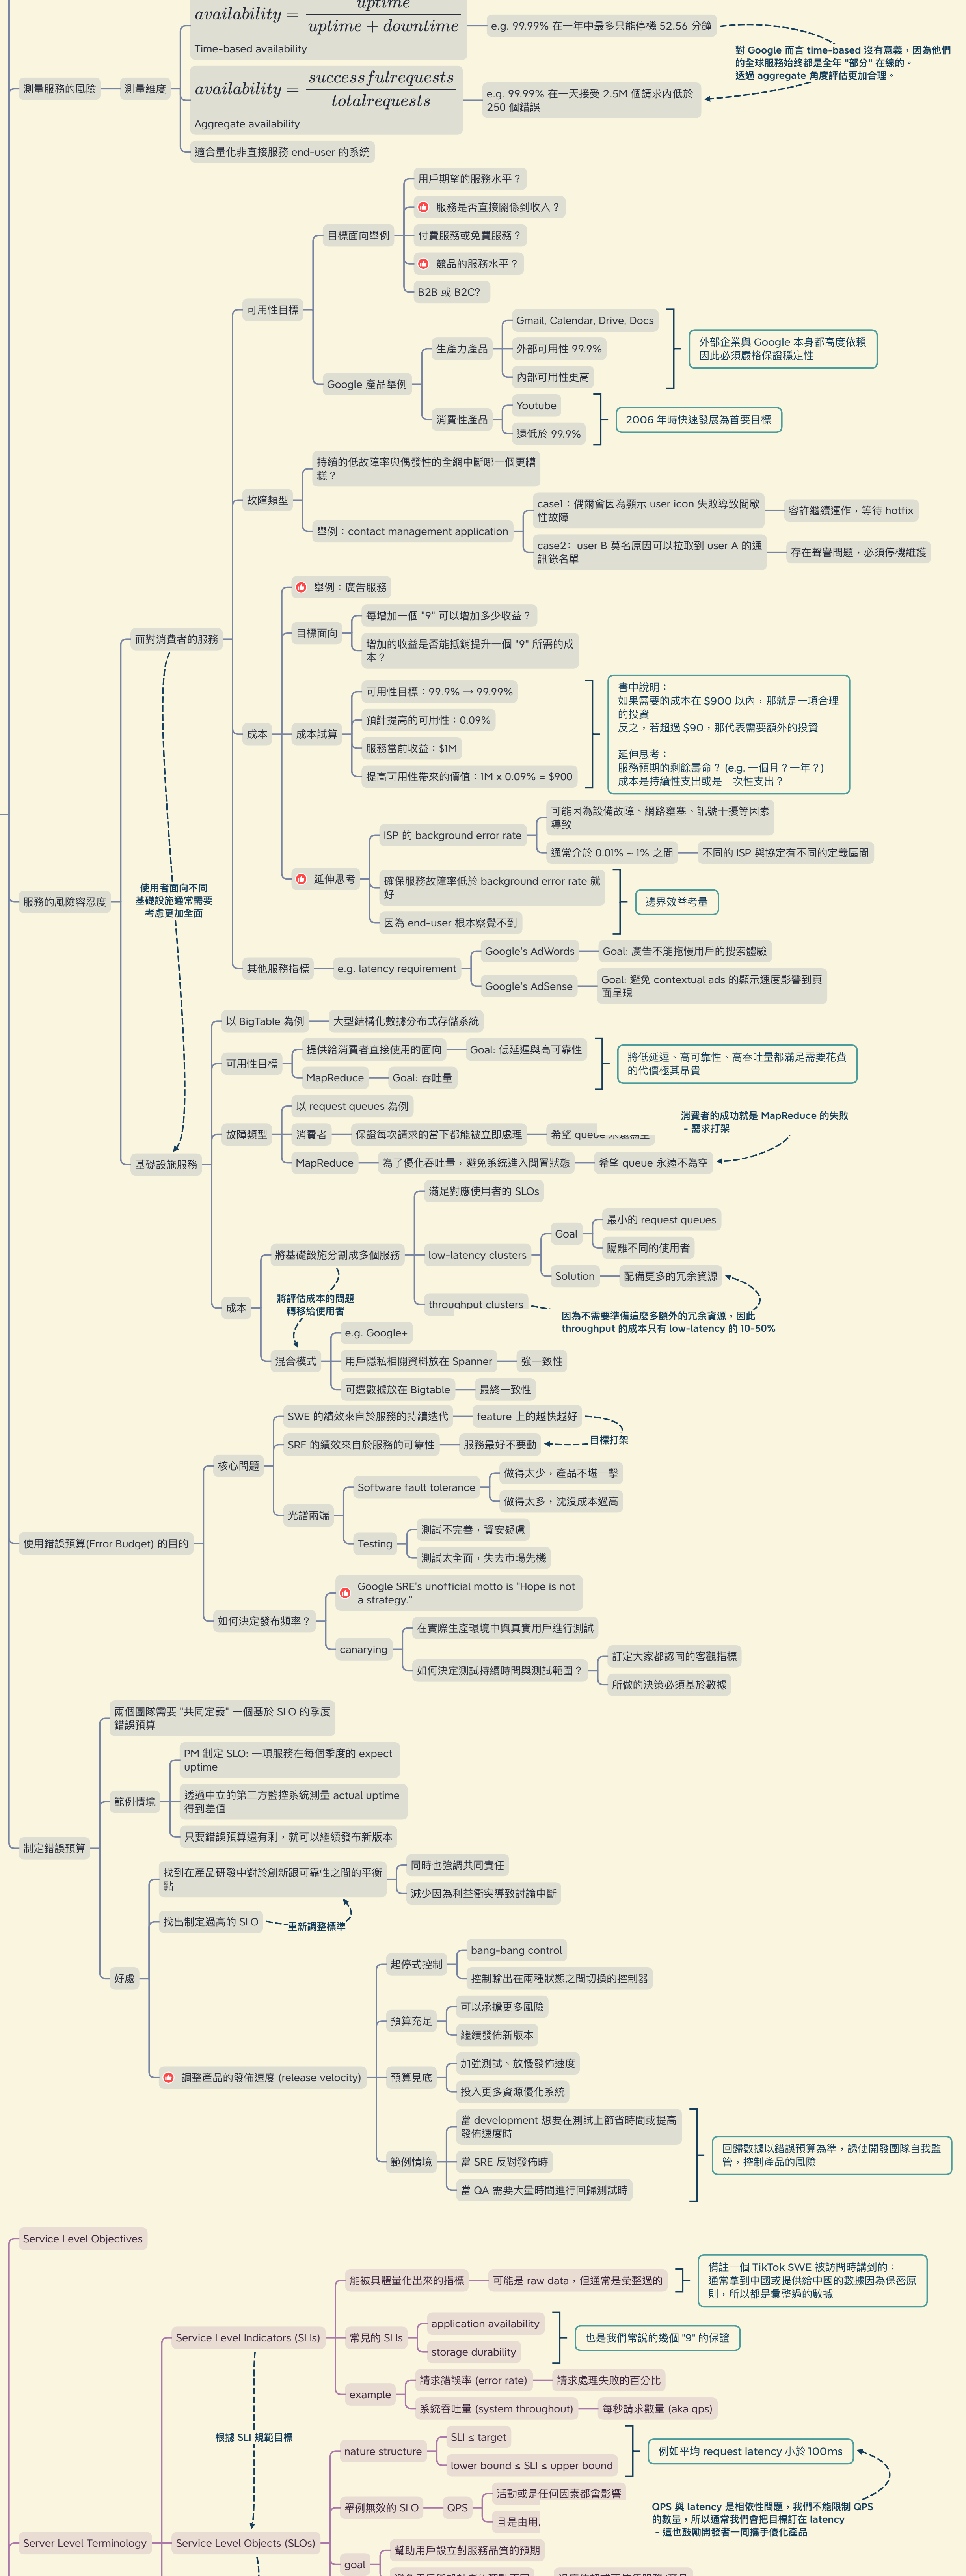 availability = uptime / uptime + downtime
Time-based availability
e.g. 99.99% 在一年中最多只能停機 52.56 分鐘
對 Google 而言 time-based 沒有意義，因為他們
的全球服務始終都是全年 "部分" 在線的。
透過 aggregate 角度評估更加合理。
測量服務的風險
測量維度
availability = successfulrequests / totalrequests
Aggregate availability
e.g. 99.99% 在一天接受 2.5M 個請求內低於
250 個錯誤
適合量化非直接服務 end-user 的系統
用戶期望的服務水平？
服務是否直接關係到收入？
目標面向舉例
付費服務或免費服務？
競品的服務水平？
B2B 或 B2C?
可用性目標
Gmail, Calendar, Drive, Docs
生產力產品
外部可用性 99.9%
內部可用性更高
外部企業與 Google 本身都高度依賴
因此必須嚴格保證穩定性
Google 產品舉例
Youtube
消費性產品
遠低於 99.9%
2006 年時快速發展為首要目標
持續的低故障率與偶發性的全網中斷哪一個更糟
糕？
故障類型
舉例：contact management application
case1：偶爾會因為顯示 user icon 失敗導致間歇
性故障
容許繼續運作，等待 hotfix
case2： user B 莫名原因可以拉取到 user A 的通
訊錄名單
存在聲譽問題，必須停機維護
舉例：廣告服務
面對消費者的服務
目標面向
每增加一個 "9" 可以增加多少收益？
增加的收益是否能抵銷提升一個 "9" 所需的成
本？
成本
成本試算
可用性目標：99.9% → 99.99%
預計提高的可用性：0.09%
服務當前收益：$1M
提高可用性帶來的價值：1M x 0.09% = $900
書中說明：
如果需要的成本在 $900 以內，那就是一項合理
的投資
反之，若超過 $90，那代表需要額外的投資
延伸思考：
服務預期的剩餘壽命？ (e.g. 一個月？一年？)
成本是持續性支出或是一次性支出？
ISP 的 background error rate
可能因為設備故障、網路壅塞、訊號干擾等因素
導致
通常介於 0.01% ~ 1% 之間
不同的 ISP 與協定有不同的定義區間
延伸思考
確保服務故障率低於 background error rate 就
好
因為 end-user 根本察覺不到
邊界效益考量
服務的風險容忍度
使用者面向不同
基礎設施通常需要
考慮更加全面
其他服務指標
e.g. latency requirement
Google's AdWords
Goal: 廣告不能拖慢用戶的搜索體驗
Google's AdSense
Goal: 避免 contextual ads 的顯示速度影響到頁
面呈現
以 BigTable 為例
大型結構化數據分布式存儲系統
可用性目標
提供給消費者直接使用的面向
Goal: 低延遲與高可靠性
MapReduce
Goal: 吞吐量
將低延遲、高可靠性、高吞吐量都滿足需要花費
的代價極其昂貴
以 request queues 為例
消費者的成功就是 MapReduce 的失敗
- 需求打架
故障類型
消費者
保證每次請求的當下都能被立即處理
希望 queue 永遠為空
MapReduce
為了優化吞吐量，避免系統進入閒置狀態
希望 queue 永遠不為空
基礎設施服務
滿足對應使用者的 SLOs
將基礎設施分割成多個服務
low-latency clusters
Goal
最小的 request queues
隔離不同的使用者
Solution
配備更多的冗余資源
throughput clusters
因為不需要準備這麼多額外的冗余資源，因此
throughput 的成本只有 low-latency 的 10-50%
將評估成本的問題
轉移給使用者
成本
混合模式
e.g. Google+
用戶隱私相關資料放在 Spanner
強一致性
可選數據放在 Bigtable
最終一致性
SWE 的績效來自於服務的持續迭代
feature 上的越快越好
目標打架
核心問題
SRE 的績效來自於服務的可靠性
服務最好不要動
光譜兩端
Software fault tolerance
做得太少，產品不堪一擊
做得太多，沈沒成本過高
Testing
測試不完善，資安疑慮
測試太全面，失去市場先機
使用錯誤預算(Error Budget) 的目的
Google SRE's unofficial motto is "Hope is not
a strategy."
如何決定發布頻率？
canarying
在實際生產環境中與真實用戶進行測試
如何決定測試持續時間與測試範圍？
訂定大家都認同的客觀指標
所做的決策必須基於數據
兩個團隊需要 "共同定義" 一個基於 SLO 的季度
錯誤預算
PM 制定 SLO: 一項服務在每個季度的 expect
uptime
範例情境
透過中立的第三方監控系統測量 actual uptime
得到差值
只要錯誤預算還有剩，就可以繼續發布新版本
制定錯誤預算
找到在產品研發中對於創新跟可靠性之間的平衡
點
同時也強調共同責任
減少因為利益衝突導致討論中斷
找出制定過高的 SLO
重新調整標準
好處
起停式控制
bang-bang control
控制輸出在兩種狀態之間切換的控制器
預算充足
可以承擔更多風險
繼續發佈新版本
調整產品的發佈速度 (release velocity)
預算見底
加強測試、放慢發佈速度
投入更多資源優化系統
範例情境
當 development 想要在測試上節省時間或提高
發佈速度時
當 SRE 反對發佈時
當 QA 需要大量時間進行回歸測試時
回歸數據以錯誤預算為準，誘使開發團隊自我監
管，控制產品的風險
Service Level Objectives
能被具體量化出來的指標
可能是 raw data，但通常是彙整過的
備註一個 TikTok SWE 被訪問時講到的：
通常拿到中國或提供給中國的數據因為保密原
則，所以都是彙整過的數據
Service Level Indicators (SLIs)
常見的 SLIs
application availability
storage durability
也是我們常說的幾個 "9" 的保證
example
請求錯誤率 (error rate)
請求處理失敗的百分比
系統吞吐量 (system throughout)
每秒請求數量 (aka qps)
根據 SLI 規範目標
nature structure
SLI ≤ target
lower bound ≤ SLI ≤ upper bound
例如平均 request latency 小於 100ms
舉例無效的 SLO
QPS
活動或是任何因素都會影響
且是由用
QPS 與 latency 是相依性問題，我們不能限制 QPS
的數量，所以通常我們會把目標訂在 latency
- 這也鼓勵開發者一同攜手優化產品
Server Level Terminology
Service Level Objects (SLOs)
goal
幫助用戶設立對服務品質的預期